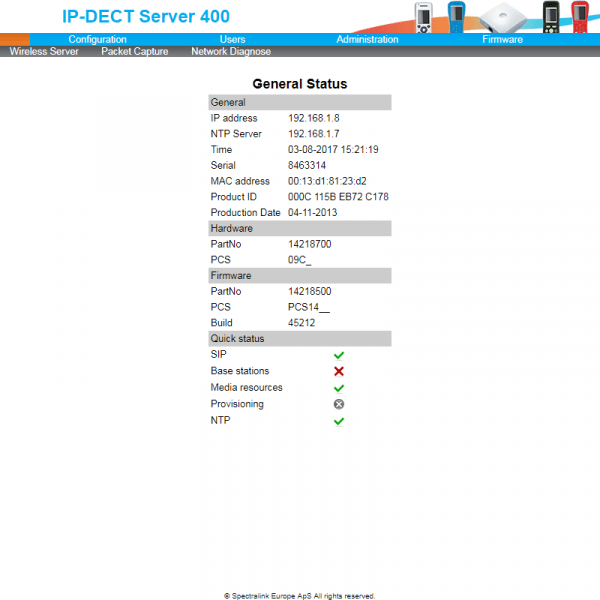 IP-DECT Server 400
Configuration Users Administration Firmware
Wireless Server Packet Capture Network Diagnose
General Status
General
IP address 192.168.1.8
NTP Server 192.168.1.7
Time 03-08-2017 15:21:19
Serial 8463314
MAC address 00:13:d1:81:23:d2
Product ID 000C 115B EB72 C178
Production Date 04-11-2013
Hardware
PartNo 14218700
PCS 09C_
Firmware
PartNo 14218500
PCS PCS14__
Build 45212
Quick status
SIP
Base stations
Media resources
Provisioning
NTP
© Spectralink Europe ApS All rights reserved.